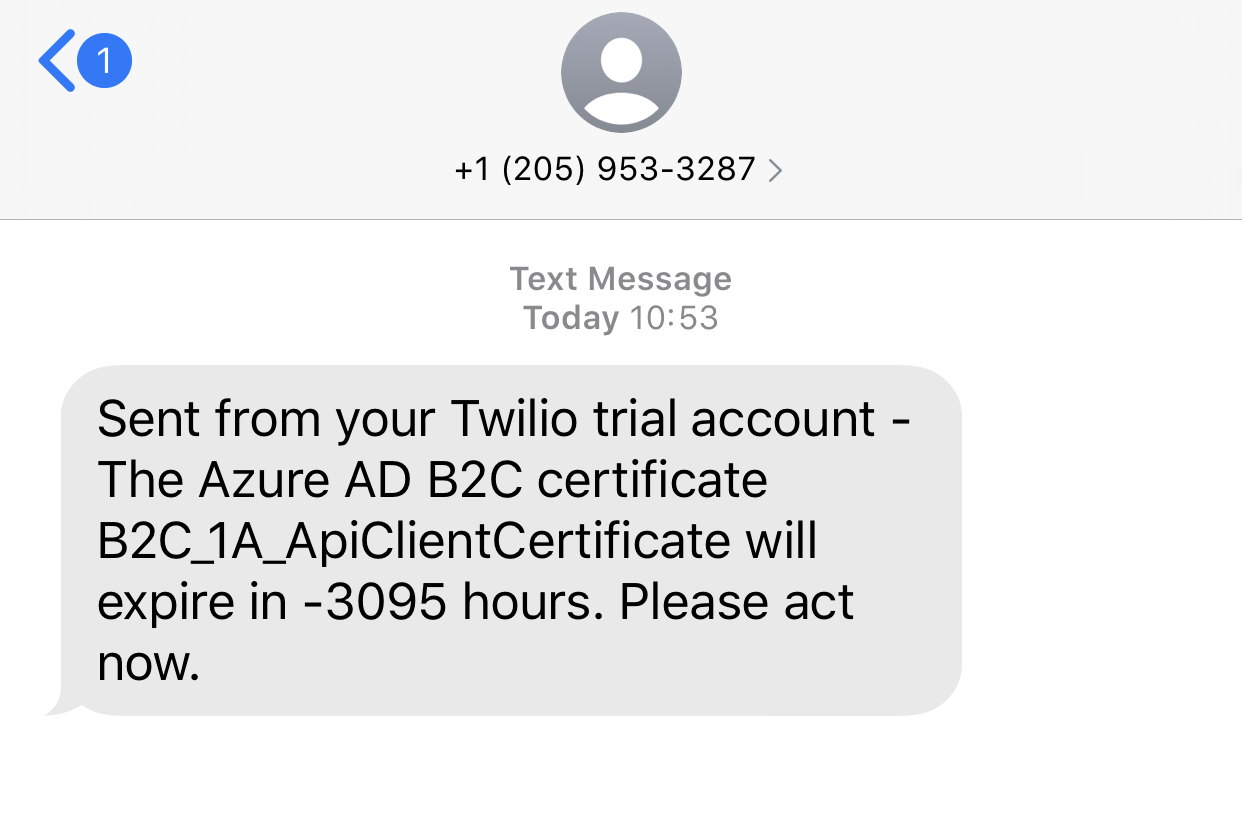 1
+1 (205) 953-3287
Text Message
Today 10:53
Sent from your Twilio trial account -
The Azure AD B2C certificate
B2C_1A_ApiClientCertificate will
expire in -3095 hours. Please act
now.